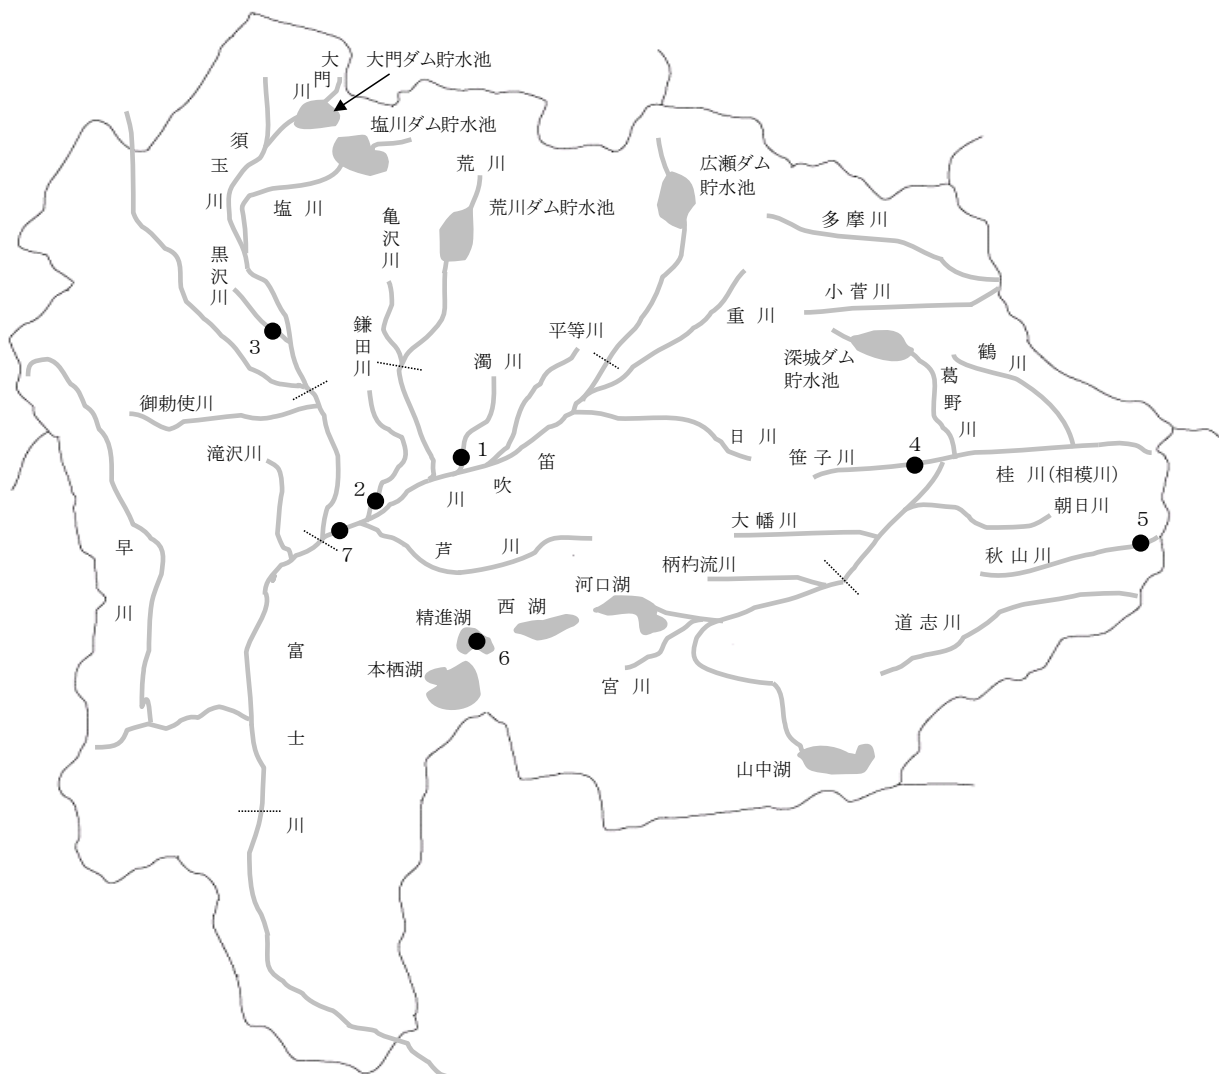 大門川
大門ダム貯水池
塩川ダム貯水池
須玉川
塩川
荒川
荒川ダム貯水池
亀沢川
広瀬ダム
貯水池
多摩川
小菅川
黒沢川
3
鎌田川
平等川
重川
濁川
深城ダム
貯水池
鶴川
葛野川
御勅使川
滝沢川
日川
笹子川
4
桂川(相模川)
朝日川
1
2
笛吹川
7
芦川
大幡川
柄杓流川
5
秋山川
道志川
早川
河口湖
西湖
精進湖
6
本栖湖
宮川
山中湖
富士川